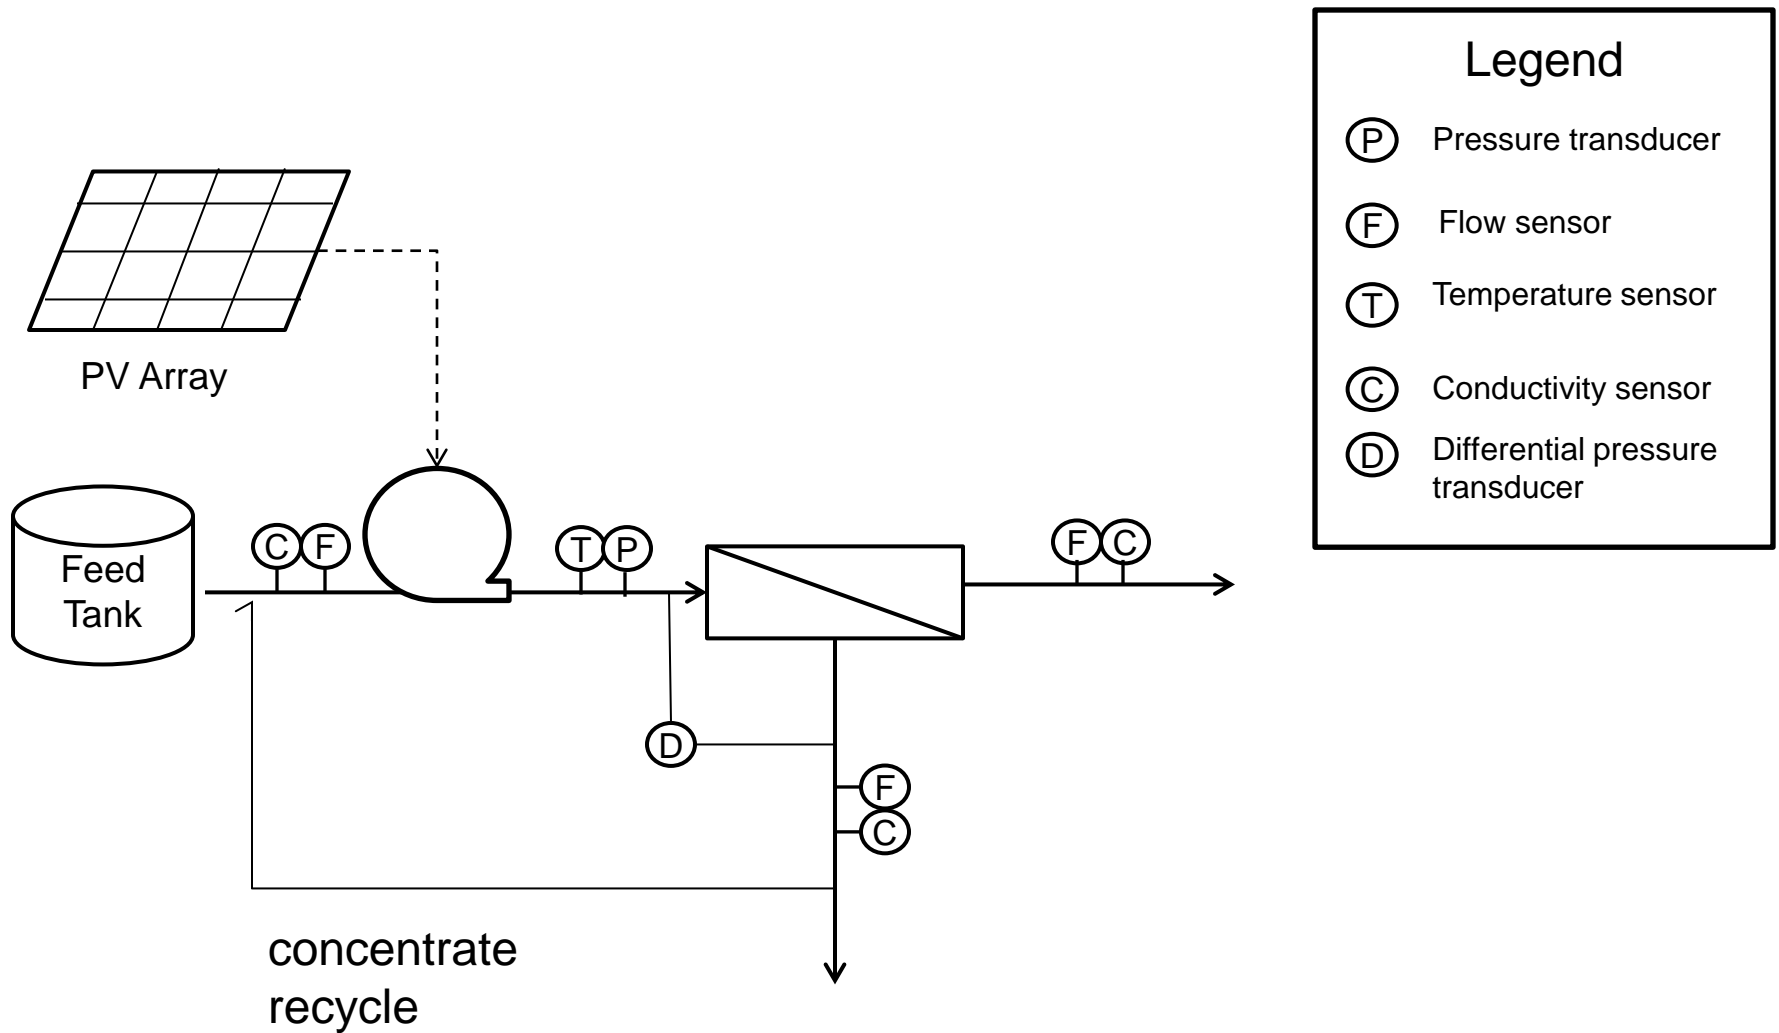 Legend
P Pressure transducer
F Flow sensor
T Temperature sensor
C Conductivity sensor
D Differential pressure
transducer
PV Array
Feed
Tank
C F
T P
F C
D
F
C
concentrate
recycle